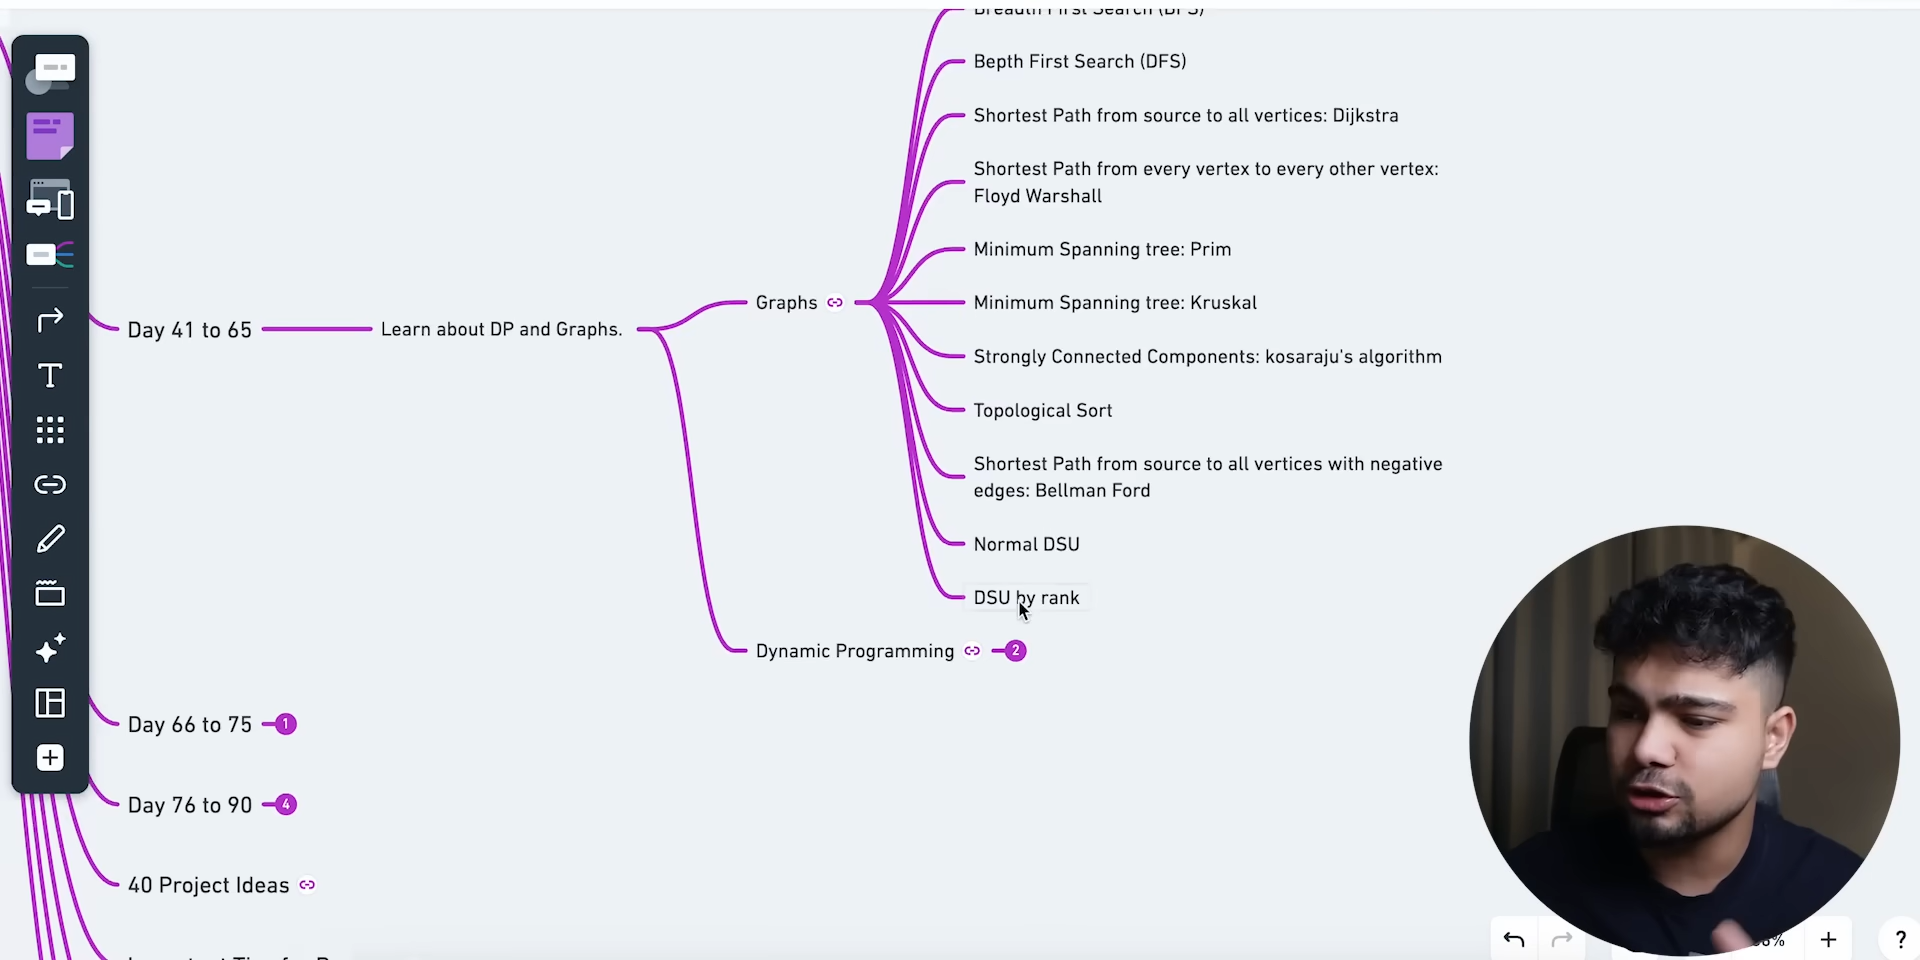 Breadth First Search (BFS)
Bepth First Search (DFS)
Shortest Path from source to all vertices: Dijkstra
Shortest Path from every vertex to every other vertex:
Floyd Warshall
Minimum Spanning tree: Prim
Graphs
Minimum Spanning tree: Kruskal
Day 41 to 65
Learn about DP and Graphs.
Strongly Connected Components: kosaraju's algorithm
Topological Sort
Shortest Path from source to all vertices with negative
edges: Bellman Ford
Normal DSU
DSU by rank
Dynamic Programming
2
Day 66 to 75
1
Day 76 to 90
4
40 Project Ideas
?